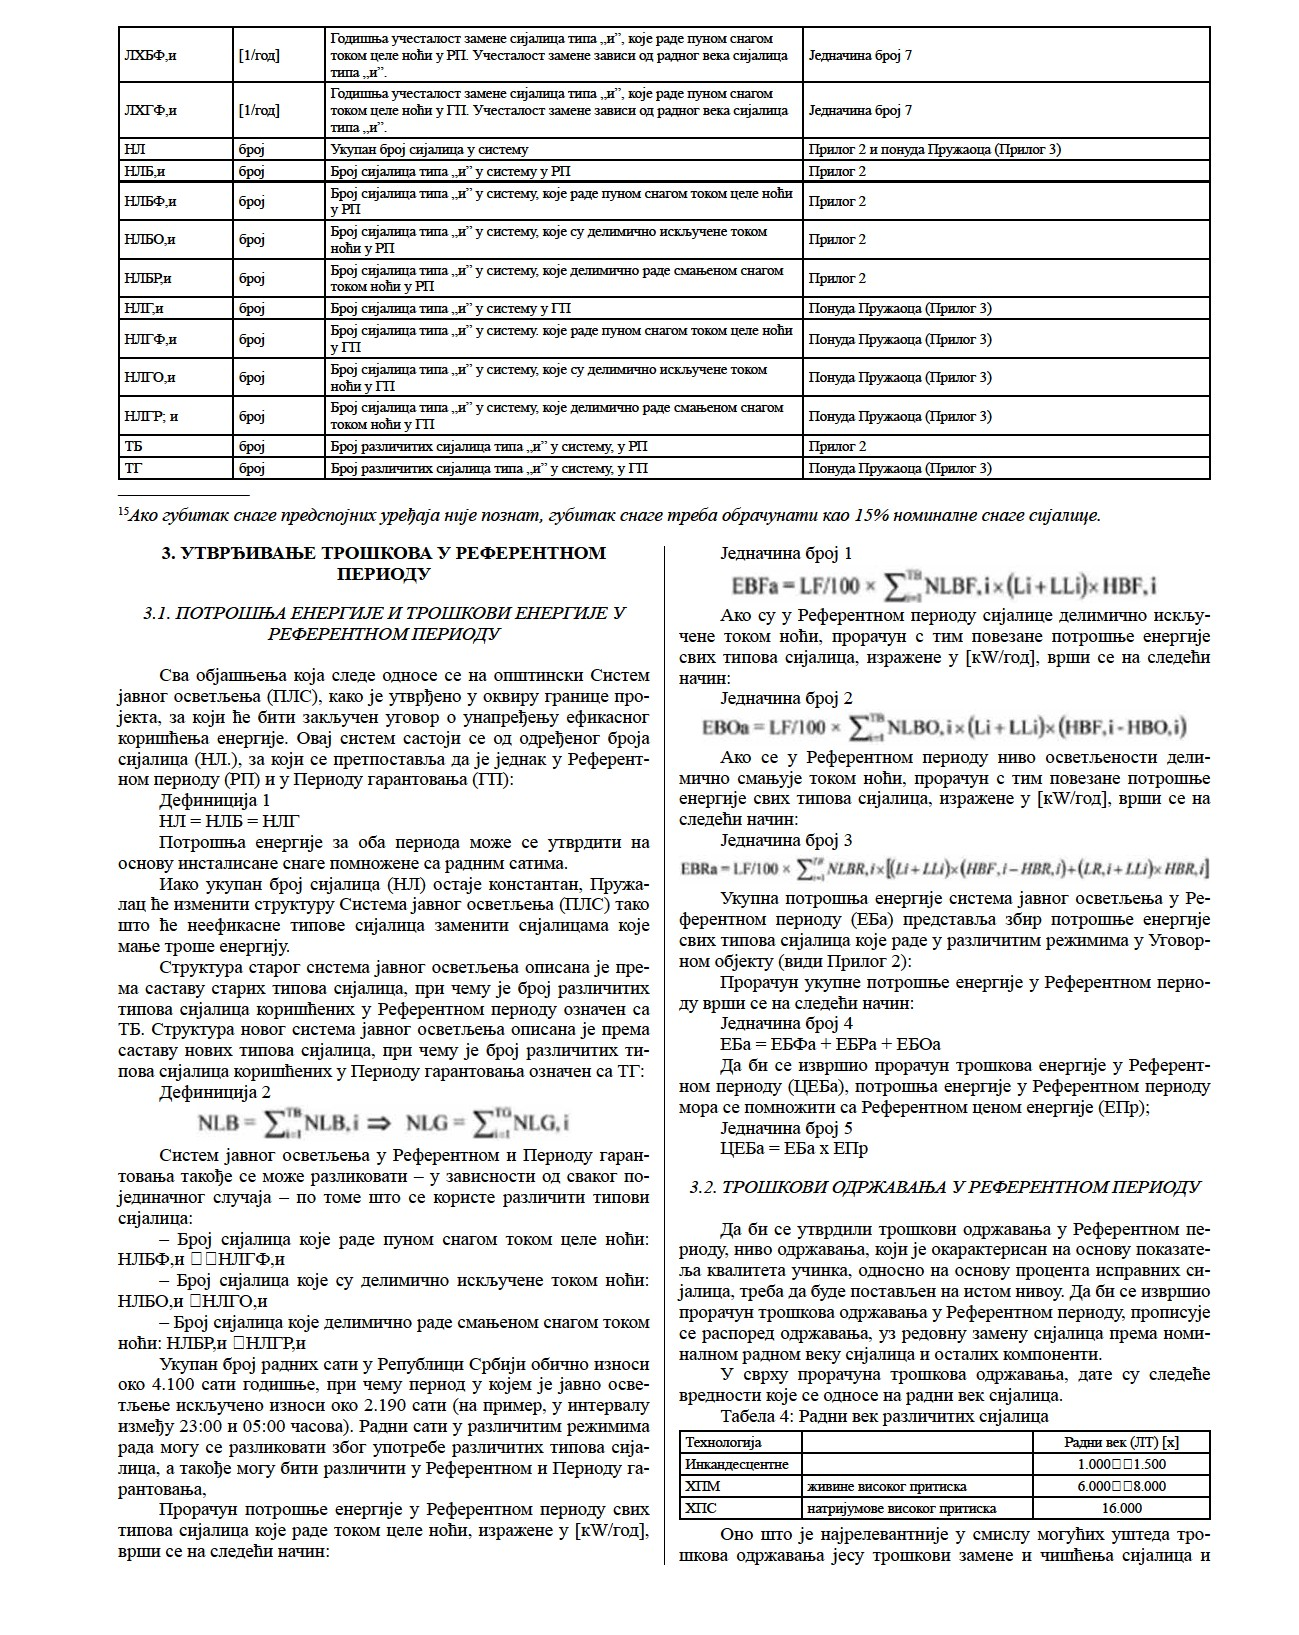 ЛХБФ,и [1/год] Годишња учесталост замене сијалица типа „и”, које раде пуном снагом
током целе ноћи у РП. Учесталост замене зависи од радног века сијалица
типа „и”. Једначина број 7
ЛХГФ,и [1/год] Годишња учесталост замене сијалица типа „и”, које раде пуном снагом
током целе ноћи у ГП. Учесталост замене зависи од радног века сијалица
типа „и”. Једначина број 7
НЛ број Укупан број сијалица у систему Прилог 2 и понуда Пружаоца (Прилог 3)
НЛБ,и број Број сијалица типа „и” у систему у РП Прилог 2
НЛБФ,и број Број сијалица типа „и” у систему, које раде пуном снагом током целе ноћи
у РП Прилог 2
НЛБО,и број Број сијалица типа „и” у систему, које су делимично искључене током
ноћи у РП Прилог 2
НЛБР,и број Број сијалица типа „и” у систему, које делимично раде смањеном снагом
током ноћи у РП Прилог 2
НЛГ,и број Број сијалица типа „и” у систему у ГП Понуда Пружаоца (Прилог 3)
НЛГФ,и број Број сијалица типа „и” у систему. које раде пуном снагом током целе ноћи
у ГП Понуда Пружаоца (Прилог 3)
НЛГО,и број Број сијалица типа „и” у систему, које су делимично искључене током
ноћи у ГП Понуда Пружаоца (Прилог 3)
НЛГР; и број Број сијалица типа „и” у систему, које делимично раде смањеном снагом
током ноћи у ГП Понуда Пружаоца (Прилог 3)
ТБ број Број различитих сијалица типа „и” у систему, у РП Прилог 2
ТГ број Број различитих сијалица типа „и” у систему, у ГП Понуда Пружаоца (Прилог 3)
15Ако губитак снаге предспојних уређаја није познат, губитак снаге треба обрачунати као 15% номиналне снаге сијалице.
3. УТВРЂИВАЊЕ ТРОШКОВА У РЕФЕРЕНТНОМ
ПЕРИОДУ
3.1. ПОТРОШЊА ЕНЕРГИЈЕ И ТРОШКОВИ ЕНЕРГИЈЕ У
РЕФЕРЕНТНОМ ПЕРИОДУ
Сва објашњења која следе односе се на општински Систем
јавног осветљења (ПЛС), како је утврђено у оквиру границе про-
јекта, за који ће бити закључен уговор о унапређењу ефикасног
коришћења енергије. Овај систем састоји се од одређеног броја
сијалица (НЛ.), за који се претпоставља да је једнак у Референт-
ном периоду (РП) и у Периоду гарантовања (ГП):
Дефиниција 1
НЛ = НЛБ = НЛГ
Потрошња енергије за оба периода може се утврдити на
основу инсталисане снаге помножене са радним сатима.
Иако укупан број сијалица (НЛ) остаје константан, Пружа-
лац ће изменити структуру Система јавног осветљења (ПЛС) тако
што ће неефикасне типове сијалица заменити сијалицама које
мање троше енергију.
Структура старог система јавног осветљења описана је пре-
ма саставу старих типова сијалица, при чему је број различитих
типова сијалица коришћених у Референтном периоду означен са
ТБ. Структура новог система јавног осветљења описана је према
саставу нових типова сијалица, при чему је број различитих ти-
пова сијалица коришћених у Периоду гарантовања означен са ТГ:
Дефиниција 2
NLB = ∑ᵢ₌₁ᵀᴮ NLB, i ⇒ NLG = ∑ᵢ₌₁ᵀᴳ NLG, i
Систем јавног осветљења у Референтном и Периоду гаран-
товања такође се може разликовати – у зависности од сваког по-
јединачног случаја – по томе што се користе различити типови
сијалица:
– Број сијалица које раде пуном снагом током целе ноћи:
НЛБФ,и □□НЛГФ,и
– Број сијалица које су делимично искључене током ноћи:
НЛБО,и □НЛГО,и
– Број сијалица које делимично раде смањеном снагом током
ноћи: НЛБР,и □НЛГР,и
Укупан број радних сати у Републици Србији обично износи
око 4.100 сати годишње, при чему период у којем је јавно осве-
тљење искључено износи око 2.190 сати (на пример, у интервалу
између 23:00 и 05:00 часова). Радни сати у различитим режимима
рада могу се разликовати због употребе различитих типова сија-
лица, а такође могу бити различити у Референтном и Периоду га-
рантовања,
Прорачун потрошње енергије у Референтном периоду свих
типова сијалица које раде током целе ноћи, изражене у [кW/год],
врши се на следећи начин:
Једначина број 1
EBFa = LF/100 × ∑ᵢ₌₁ᵀᴮ NLBF, i×(Li+LLi)×HBF, i
Ако су у Референтном периоду сијалице делимично искљу-
чене током ноћи, прорачун с тим повезане потрошње енергије
свих типова сијалица, изражене у [кW/год], врши се на следећи
начин:
Једначина број 2
EBOa = LF/100 × ∑ᵢ₌₁ᵀᴮ NLBO, i×(Li+LLi)×(HBF, i - HBO, i)
Ако се у Референтном периоду ниво осветљености дели-
мично смањује током ноћи, прорачун с тим повезане потрошње
енергије свих типова сијалица, изражене у [кW/год], врши се на
следећи начин:
Једначина број 3
EBRa = LF/100 × ∑ᵢ₌₁ᵀᴮ NLBR, i×[(Li+LLi)×(HBF, i−HBR, i)+(LR, i+LLi)×HBR, i]
Укупна потрошња енергије система јавног осветљења у Ре-
ферентном периоду (ЕБа) представља збир потрошње енергије
свих типова сијалица које раде у различитим режимима у Уговор-
ном објекту (види Прилог 2):
Прорачун укупне потрошње енергије у Референтном перио-
ду врши се на следећи начин:
Једначина број 4
ЕБа = ЕБФа + ЕБРа + ЕБОа
Да би се извршио прорачун трошкова енергије у Референт-
ном периоду (ЦЕБа), потрошња енергије у Референтном периоду
мора се помножити са Референтном ценом енергије (ЕПр);
Једначина број 5
ЦЕБа = ЕБа x ЕПр
3.2. ТРОШКОВИ ОДРЖАВАЊА У РЕФЕРЕНТНОМ ПЕРИОДУ
Да би се утврдили трошкови одржавања у Референтном пе-
риоду, ниво одржавања, који је окарактерисан на основу показате-
ља квалитета учинка, односно на основу процента исправних си-
јалица, треба да буде постављен на истом нивоу. Да би се извршио
прорачун трошкова одржавања у Референтном периоду, прописује
се распоред одржавања, уз редовну замену сијалица према номи-
налном радном веку сијалица и осталих компоненти.
У сврху прорачуна трошкова одржавања, дате су следеће
вредности које се односе на радни век сијалица.
Табела 4: Радни век различитих сијалица
Технологија Радни век (ЛТ) [х]
Инкандесцентне 1.000□□1.500
ХПМ живине високог притиска 6.000□□8.000
ХПС натријумове високог притиска 16.000
Оно што је најрелевантније у смислу могућих уштеда тро-
шкова одржавања јесу трошкови замене и чишћења сијалица и